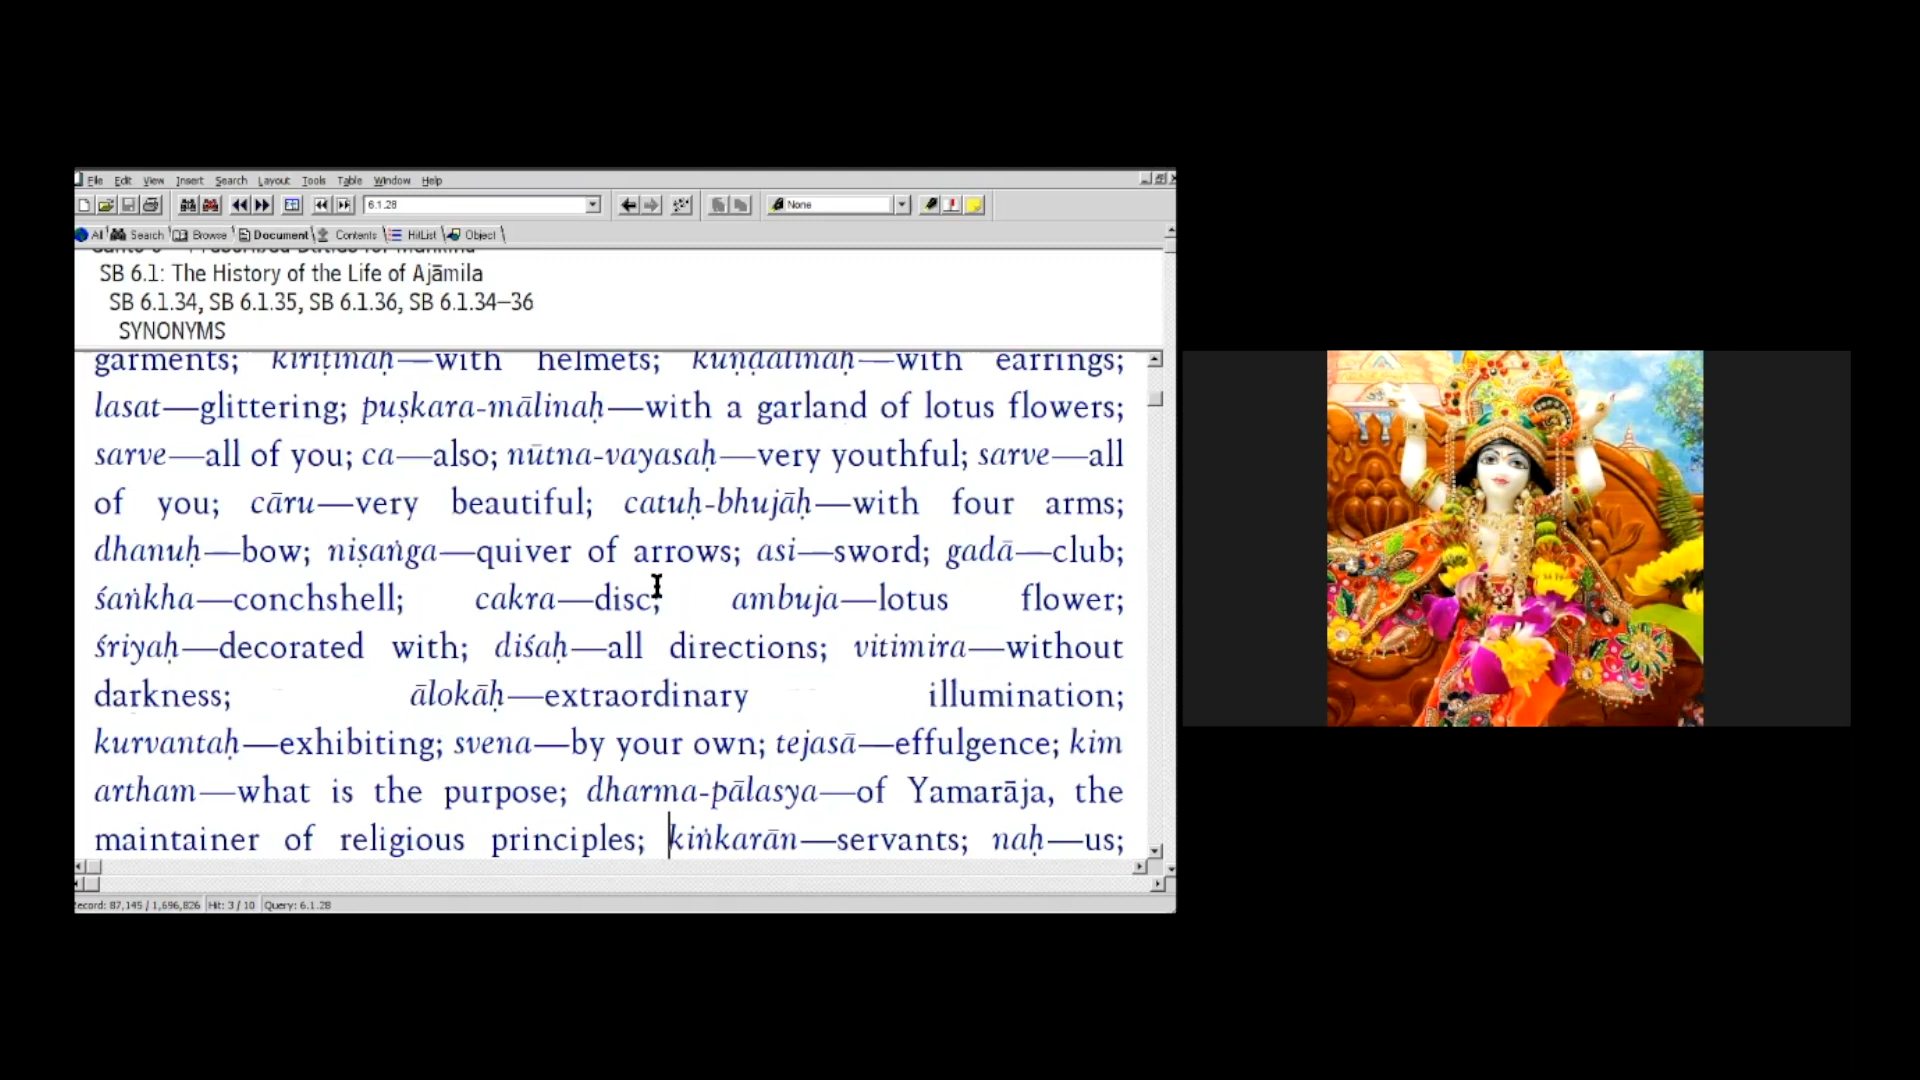 File Edit View Insert Search Layout Tools Table Window Help
6.1.28 None
All Search Browse Document Contents HitList Object
SB 6.1: The History of the Life of Ajāmila
SB 6.1.34, SB 6.1.35, SB 6.1.36, SB 6.1.34–36
SYNONYMS
garments; kirīṭinaḥ—with helmets; kuṇḍalinaḥ—with earrings;
lasat—glittering; puṣkara-mālinaḥ—with a garland of lotus flowers;
sarve—all of you; ca—also; nūtna-vayasaḥ—very youthful; sarve—all
of you; cāru—very beautiful; catuḥ-bhujāḥ—with four arms;
dhanuḥ—bow; niṣaṅga—quiver of arrows; asi—sword; gadā—club;
śaṅkha—conchshell; cakra—disc; ambuja—lotus flower;
śriyaḥ—decorated with; diśaḥ—all directions; vitimira—without
darkness; ālokāḥ—extraordinary illumination;
kurvantaḥ—exhibiting; svena—by your own; tejasā—effulgence; kim
artham—what is the purpose; dharma-pālasya—of Yamarāja, the
maintainer of religious principles; kiṅkarān—servants; naḥ—us;
Record: 87,145 / 1,696,826 Hit: 3 / 10 Query: 6.1.28